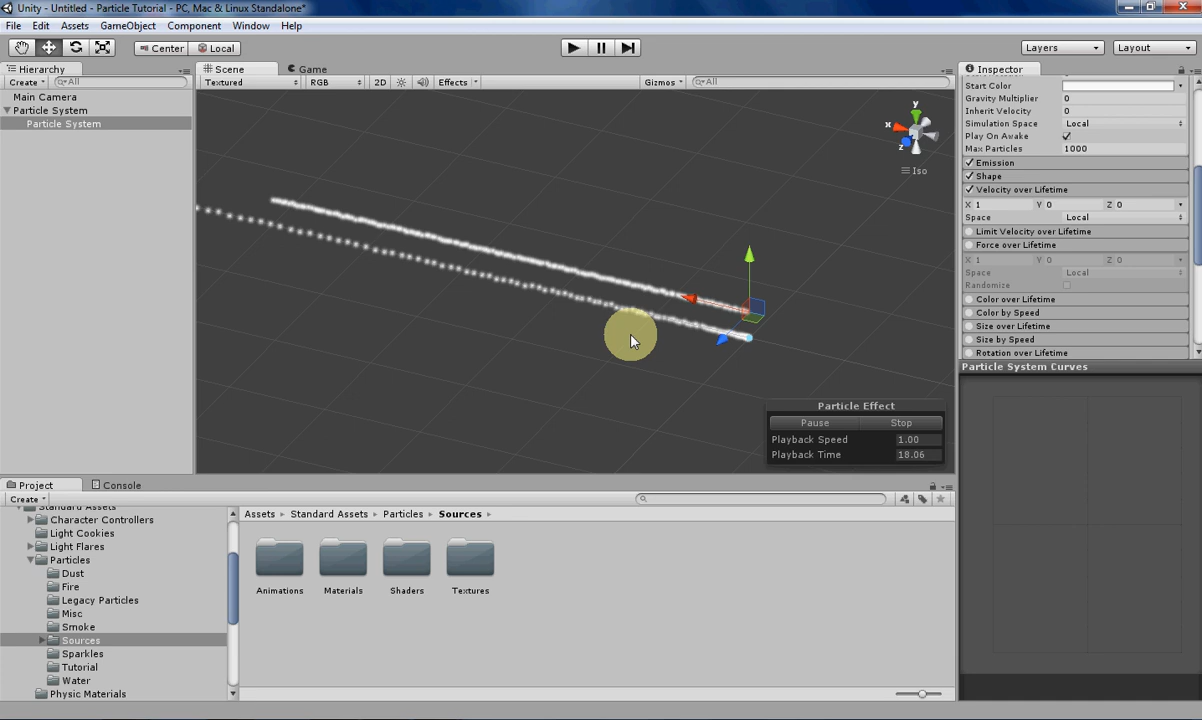 Unity - Untitled - Particle Tutorial - PC, Mac & Linux Standalone*
File Edit Assets GameObject Component Window Help
Center Local Layers Layout
Hierarchy
Create All
Main Camera
Particle System
Particle System
Scene Game
Textured RGB 2D Effects Gizmos All
y
x
z
Iso
Particle Effect
Pause Stop
Playback Speed 1.00
Playback Time 18.06
Inspector
Start Color
Gravity Multiplier 0
Inherit Velocity 0
Simulation Space Local
Play On Awake
Max Particles 1000
Emission
Shape
Velocity over Lifetime
X 1 Y 0 Z 0
Space Local
Limit Velocity over Lifetime
Force over Lifetime
X 1 Y 0 Z 0
Space Local
Randomize
Color over Lifetime
Color by Speed
Size over Lifetime
Size by Speed
Rotation over Lifetime
Particle System Curves
Project Console
Create
Standard Assets
Character Controllers
Light Cookies
Light Flares
Particles
Dust
Fire
Legacy Particles
Misc
Smoke
Sources
Sparkles
Tutorial
Water
Physic Materials
Assets Standard Assets Particles Sources
Animations Materials Shaders Textures